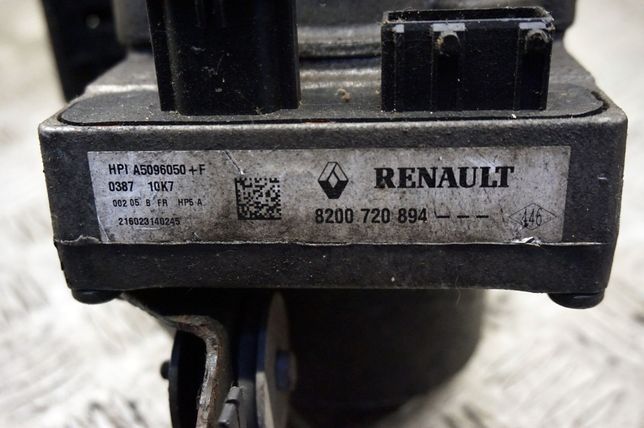 HPI A5096050+F
0387 10K7
002 05 B FR HP5 A
216023140245
RENAULT
8200 720 894 ---
146